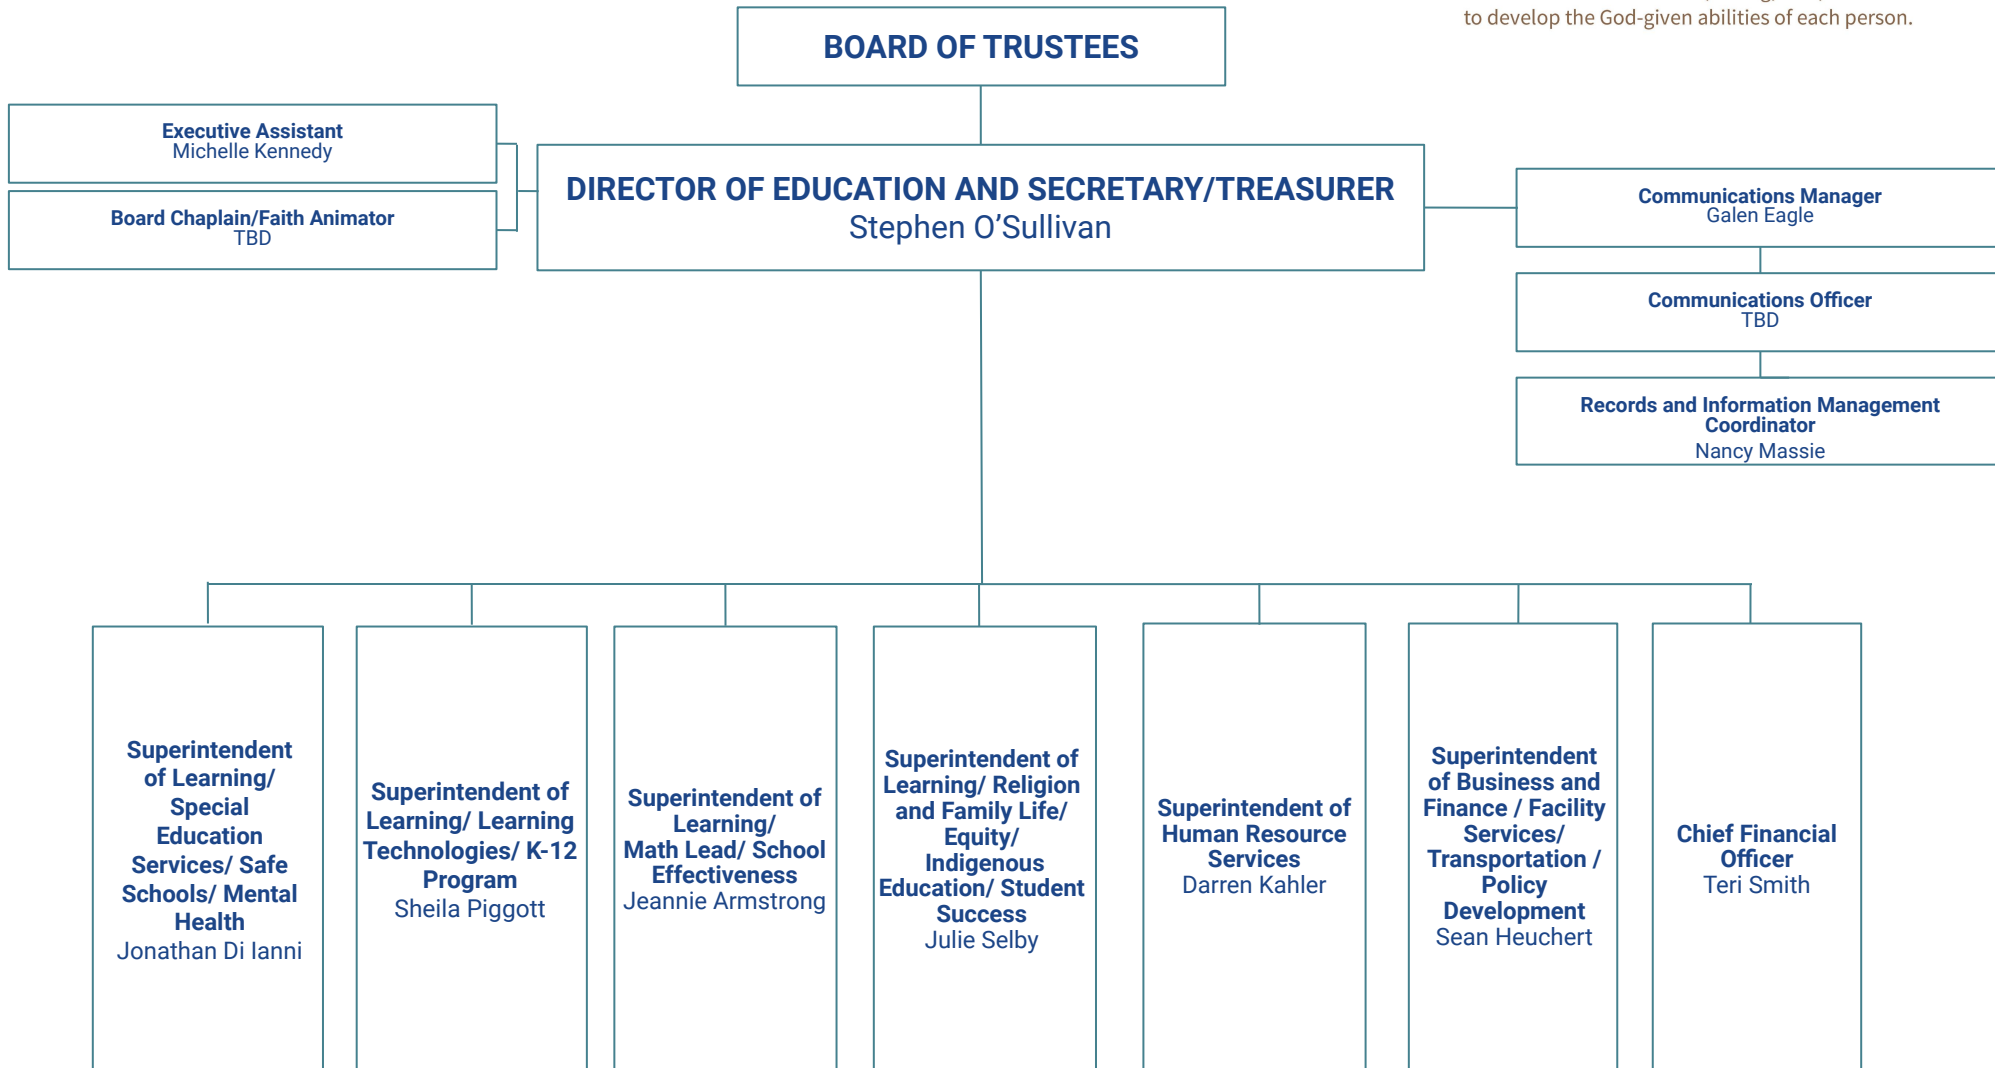 to develop the God-given abilities of each person.
BOARD OF TRUSTEES
Executive Assistant
Michelle Kennedy
Board Chaplain/Faith Animator
TBD
DIRECTOR OF EDUCATION AND SECRETARY/TREASURER
Stephen O’Sullivan
Communications Manager
Galen Eagle
Communications Officer
TBD
Records and Information Management
Coordinator
Nancy Massie
Superintendent
of Learning/
Special
Education
Services/ Safe
Schools/ Mental
Health
Jonathan Di Ianni
Superintendent of
Learning/ Learning
Technologies/ K-12
Program
Sheila Piggott
Superintendent of
Learning/
Math Lead/ School
Effectiveness
Jeannie Armstrong
Superintendent of
Learning/ Religion
and Family Life/
Equity/
Indigenous
Education/ Student
Success
Julie Selby
Superintendent of
Human Resource
Services
Darren Kahler
Superintendent
of Business and
Finance / Facility
Services/
Transportation /
Policy
Development
Sean Heuchert
Chief Financial
Officer
Teri Smith